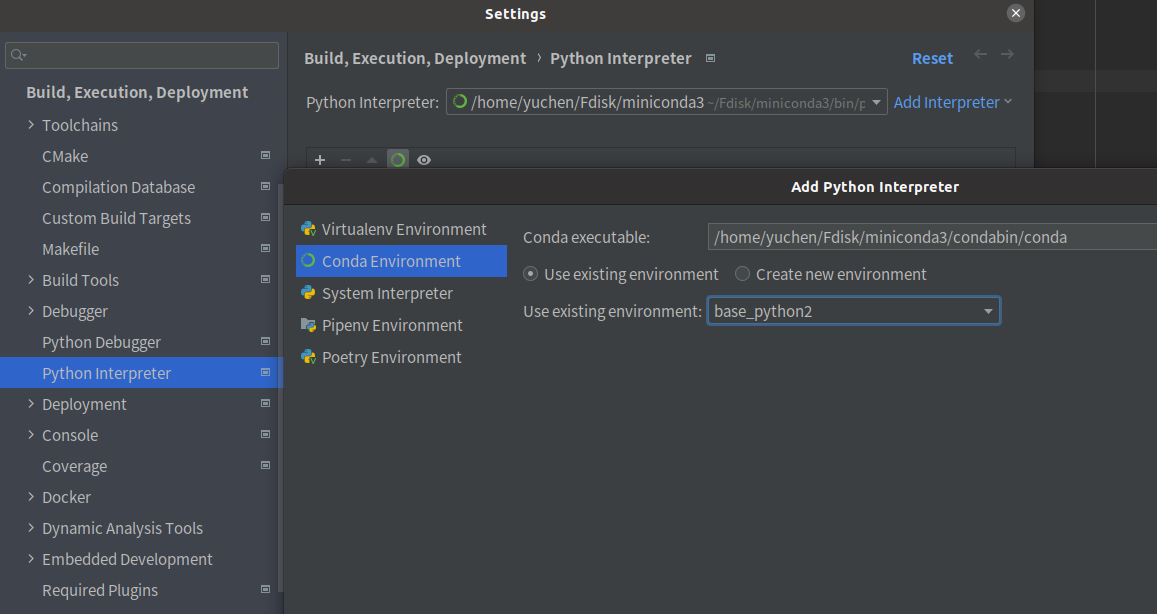 Settings
Build, Execution, Deployment › Python Interpreter
Reset
Build, Execution, Deployment
Python Interpreter: /home/yuchen/Fdisk/miniconda3 ~/Fdisk/miniconda3/bin/p
Add Interpreter
Toolchains
CMake
Compilation Database
Custom Build Targets
Makefile
Build Tools
Debugger
Python Debugger
Python Interpreter
Deployment
Console
Coverage
Docker
Dynamic Analysis Tools
Embedded Development
Required Plugins
Add Python Interpreter
Virtualenv Environment
Conda Environment
System Interpreter
Pipenv Environment
Poetry Environment
Conda executable: /home/yuchen/Fdisk/miniconda3/condabin/conda
Use existing environment Create new environment
Use existing environment: base_python2